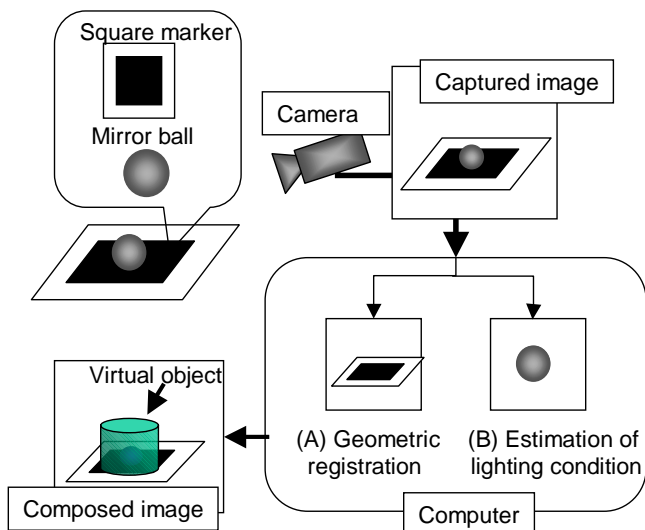 Square marker
Mirror ball
Camera
Captured image
(A) Geometric
registration
(B) Estimation of
lighting condition
Computer
Virtual object
Composed image